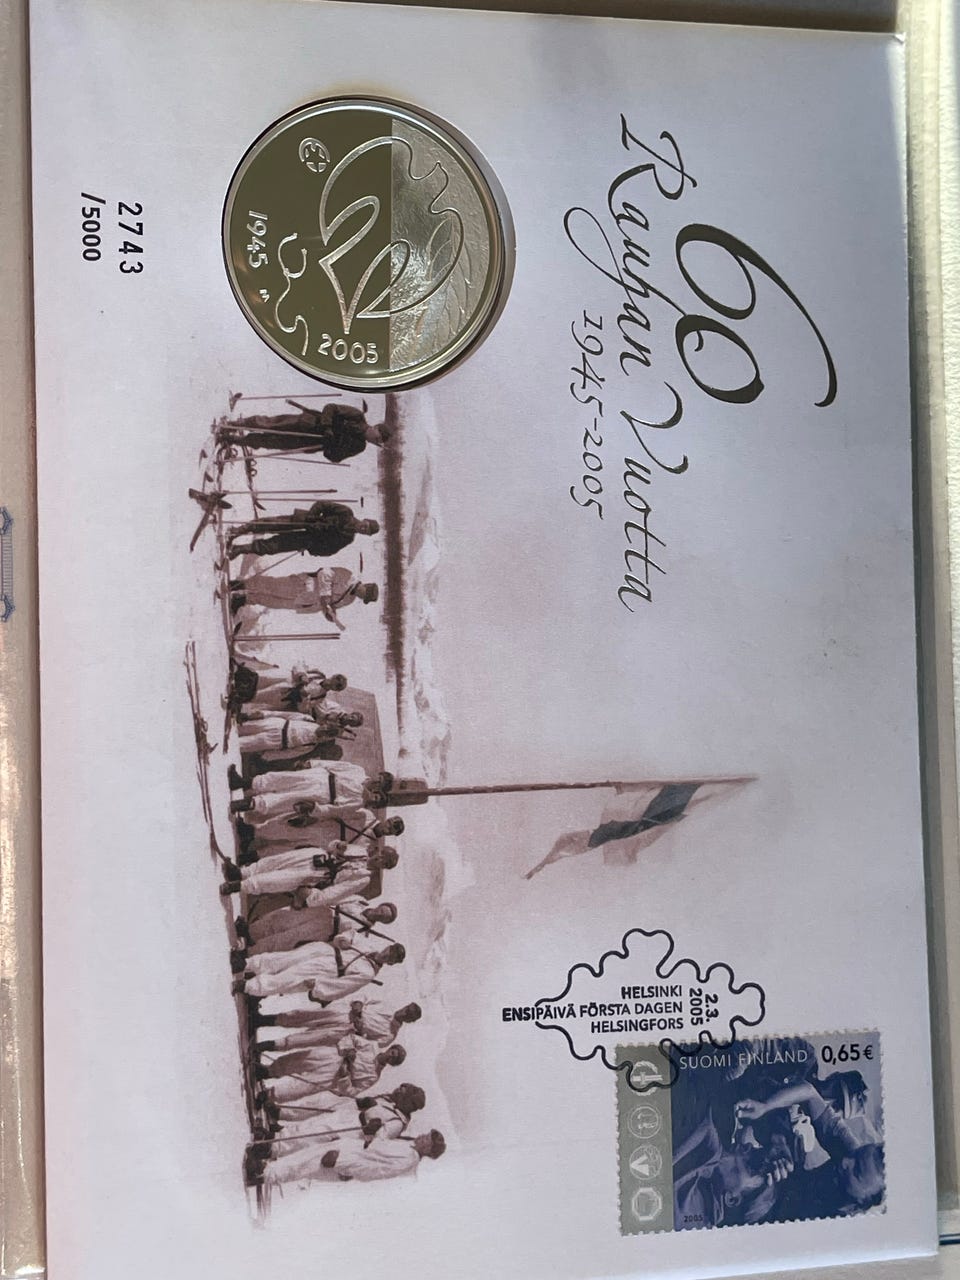 60
Rauhan Vuotta
1945-2005
1945 M
2005
2743
/5000
2.3.
2005
HELSINKI
ENSIPÄIVÄ FÖRSTA DAGEN
HELSINGFORS
SUOMI FINLAND 0,65€
2005